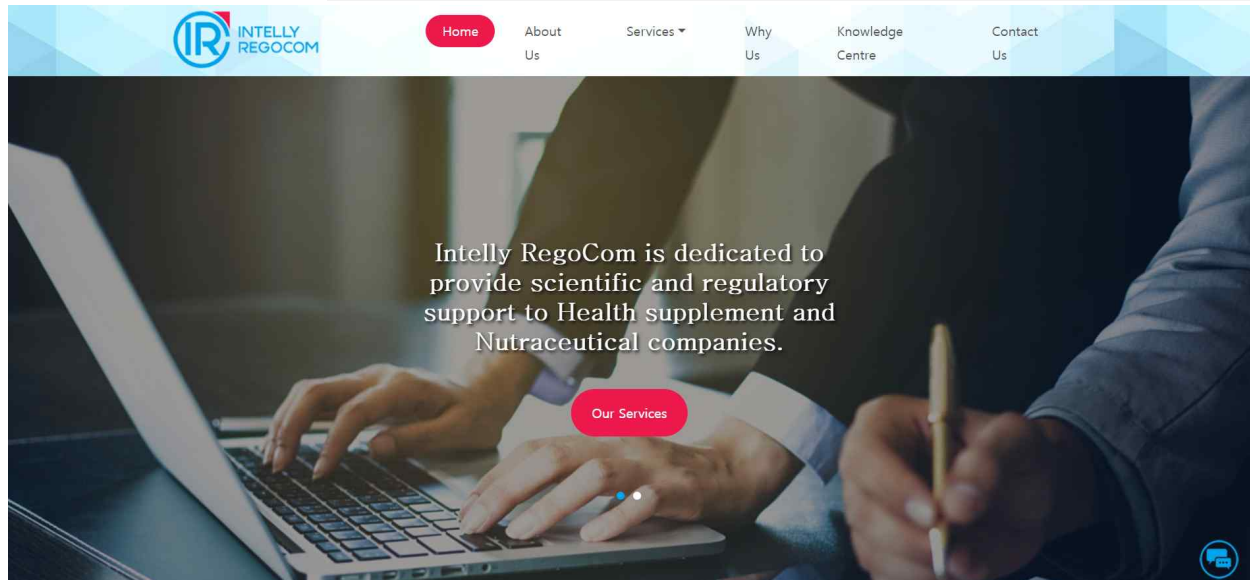 IR INTELLY
REGOCOM
Home
About
Us
Services
Why
Us
Knowledge
Centre
Contact
Us
Intelly RegoCom is dedicated to
provide scientific and regulatory
support to Health supplement and
Nutraceutical companies.
Our Services